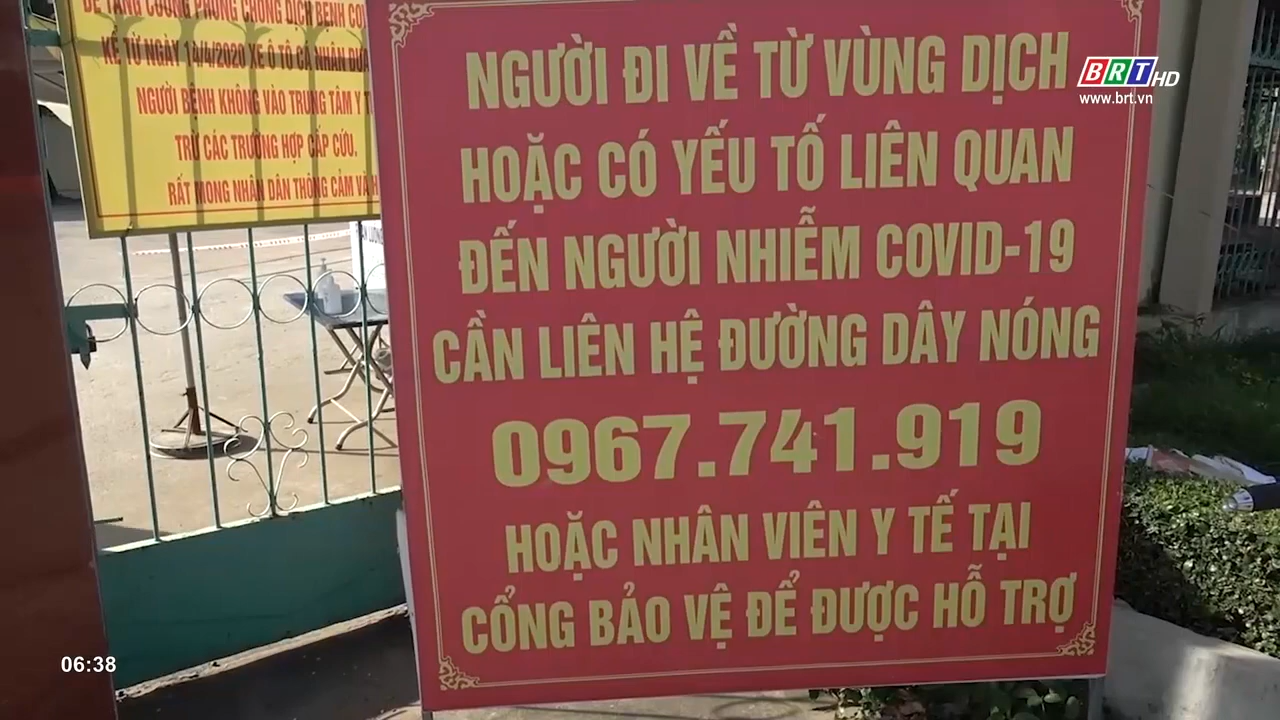 ĐỂ TĂNG CƯỜNG PHÒNG CHỐNG DỊCH BỆNH
KỂ TỪ NGÀY 14/4/2020 XE Ô TÔ CÁ NHÂN
NGƯỜI BỆNH KHÔNG VÀO TRUNG TÂM Y
TRỪ CÁC TRƯỜNG HỢP CẤP CỨU.
RẤT MONG NHÂN DÂN THÔNG CẢM VÀ
NGƯỜI ĐI VỀ TỪ VÙNG DỊCH
HOẶC CÓ YẾU TỐ LIÊN QUAN
ĐẾN NGƯỜI NHIỄM COVID-19
CẦN LIÊN HỆ ĐƯỜNG DÂY NÓNG
0967.741.919
HOẶC NHÂN VIÊN Y TẾ TẠI
CỔNG BẢO VỆ ĐỂ ĐƯỢC HỖ TRỢ
BRT HD
www.brt.vn
06:38